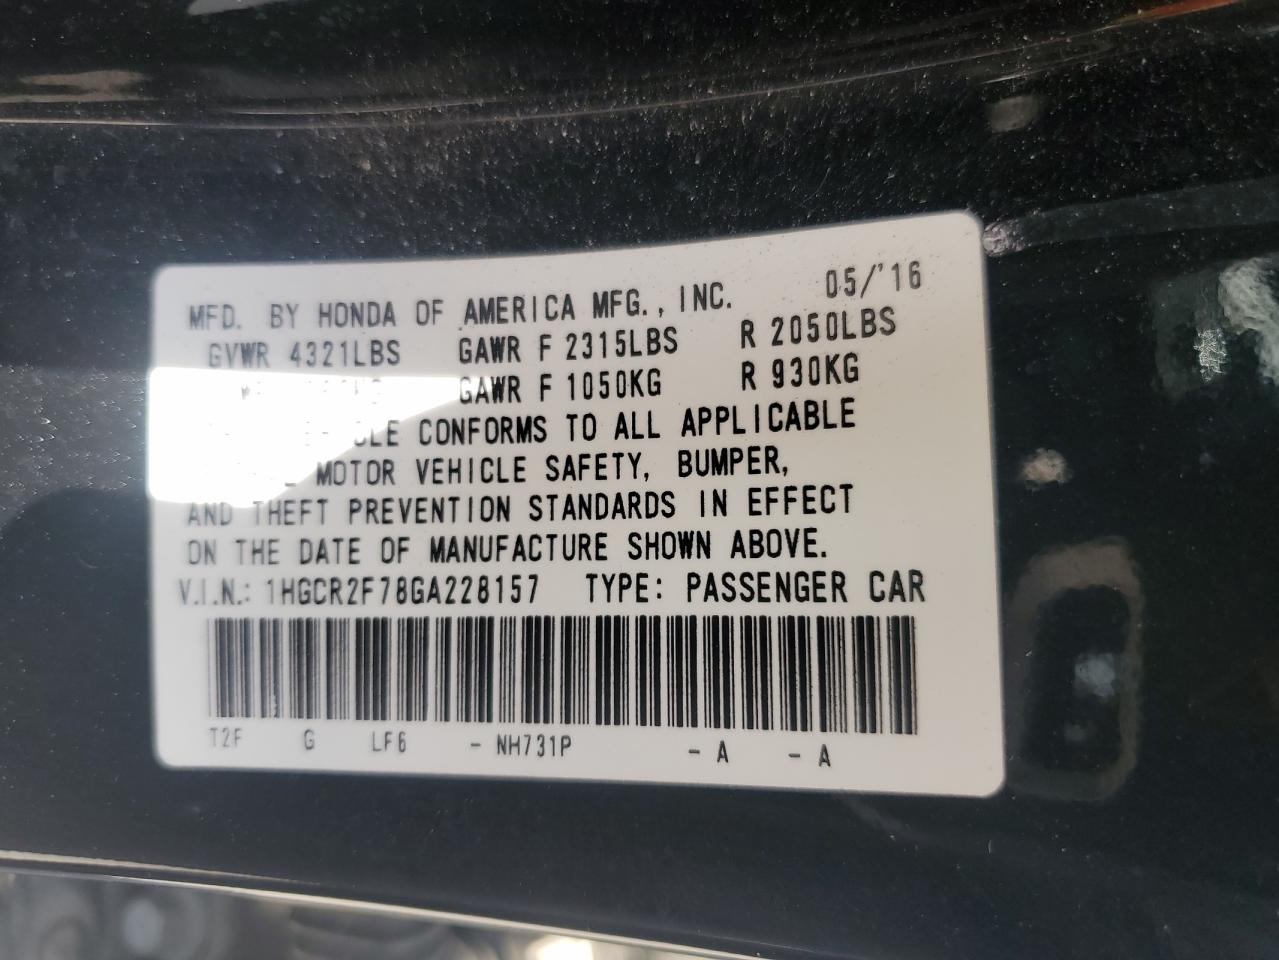 MFD. BY HONDA OF AMERICA MFG., INC. 05/'16
GVWR 4321LBS GAWR F 2315LBS R 2050LBS
GAWR F 1050KG R 930KG
CONFORMS TO ALL APPLICABLE
MOTOR VEHICLE SAFETY, BUMPER,
AND THEFT PREVENTION STANDARDS IN EFFECT
ON THE DATE OF MANUFACTURE SHOWN ABOVE.
V.I.N.: 1HGCR2F78GA228157 TYPE: PASSENGER CAR
T2F G LF6 - NH731P - A - A